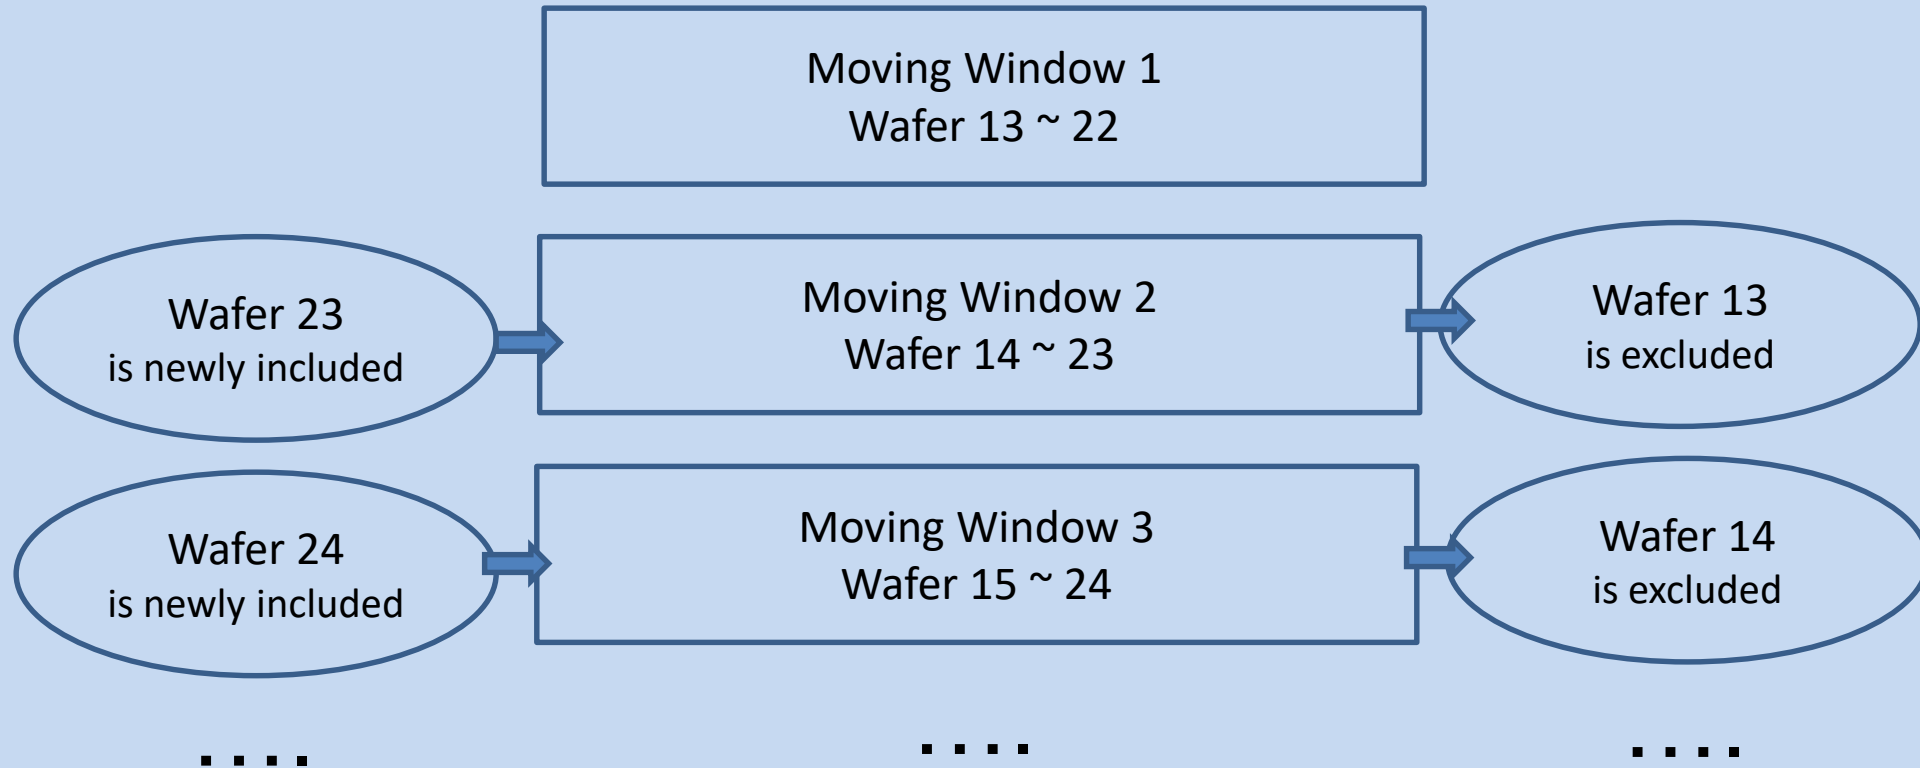 Moving Window 1
Wafer 13 ~ 22
Wafer 23
is newly included
Moving Window 2
Wafer 14 ~ 23
Wafer 13
is excluded
Wafer 24
is newly included
Moving Window 3
Wafer 15 ~ 24
Wafer 14
is excluded
....
....
....